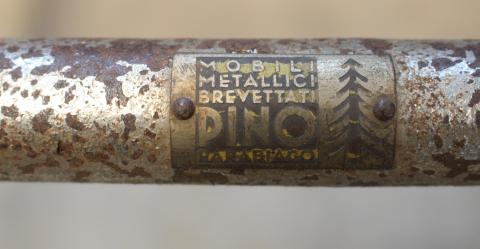 MOBILI
METALLICI
BREVETTATI
DINO
PARABIAGO